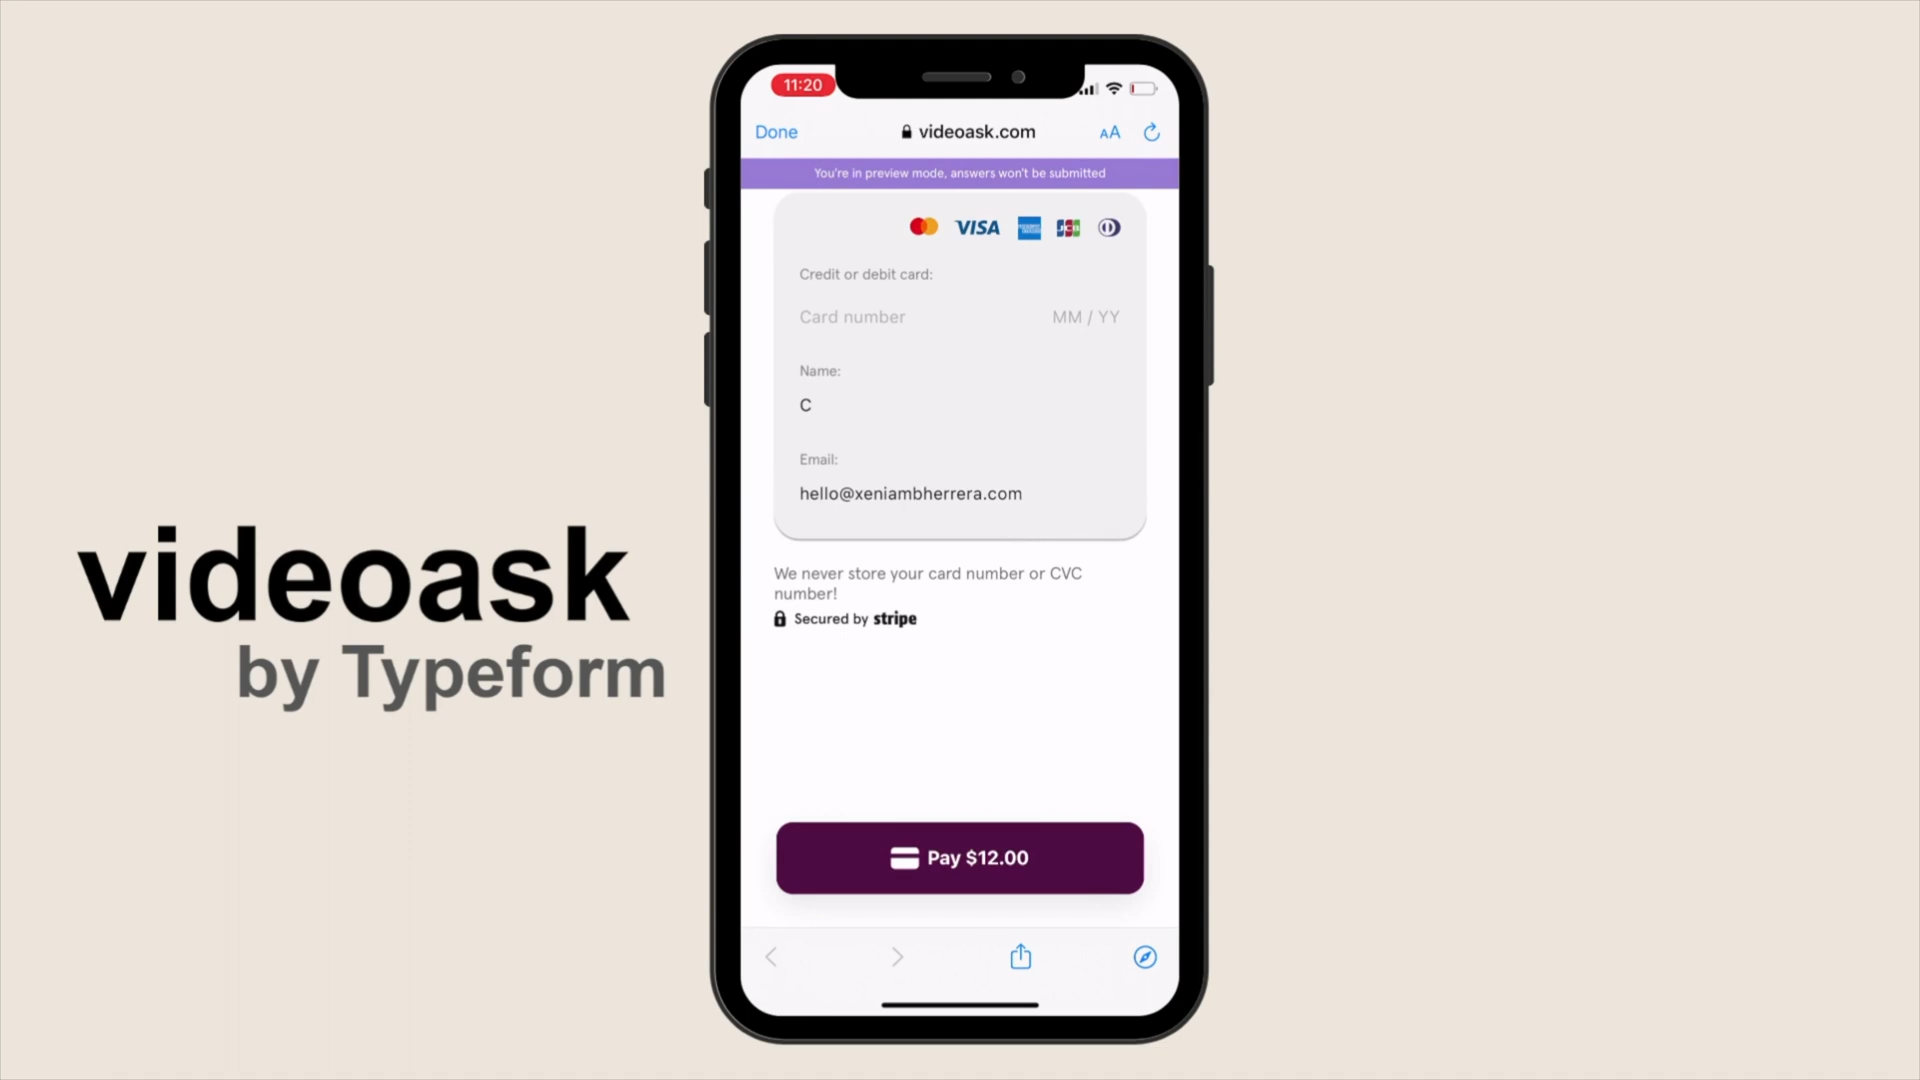 11:20
Done
videoask.com
AA
You're in preview mode, answers won't be submitted
VISA
JCB
Credit or debit card:
Card number
MM / YY
Name:
C
Email:
hello@xeniambherrera.com
We never store your card number or CVC
number!
Secured by stripe
Pay $12.00
videoask
by Typeform